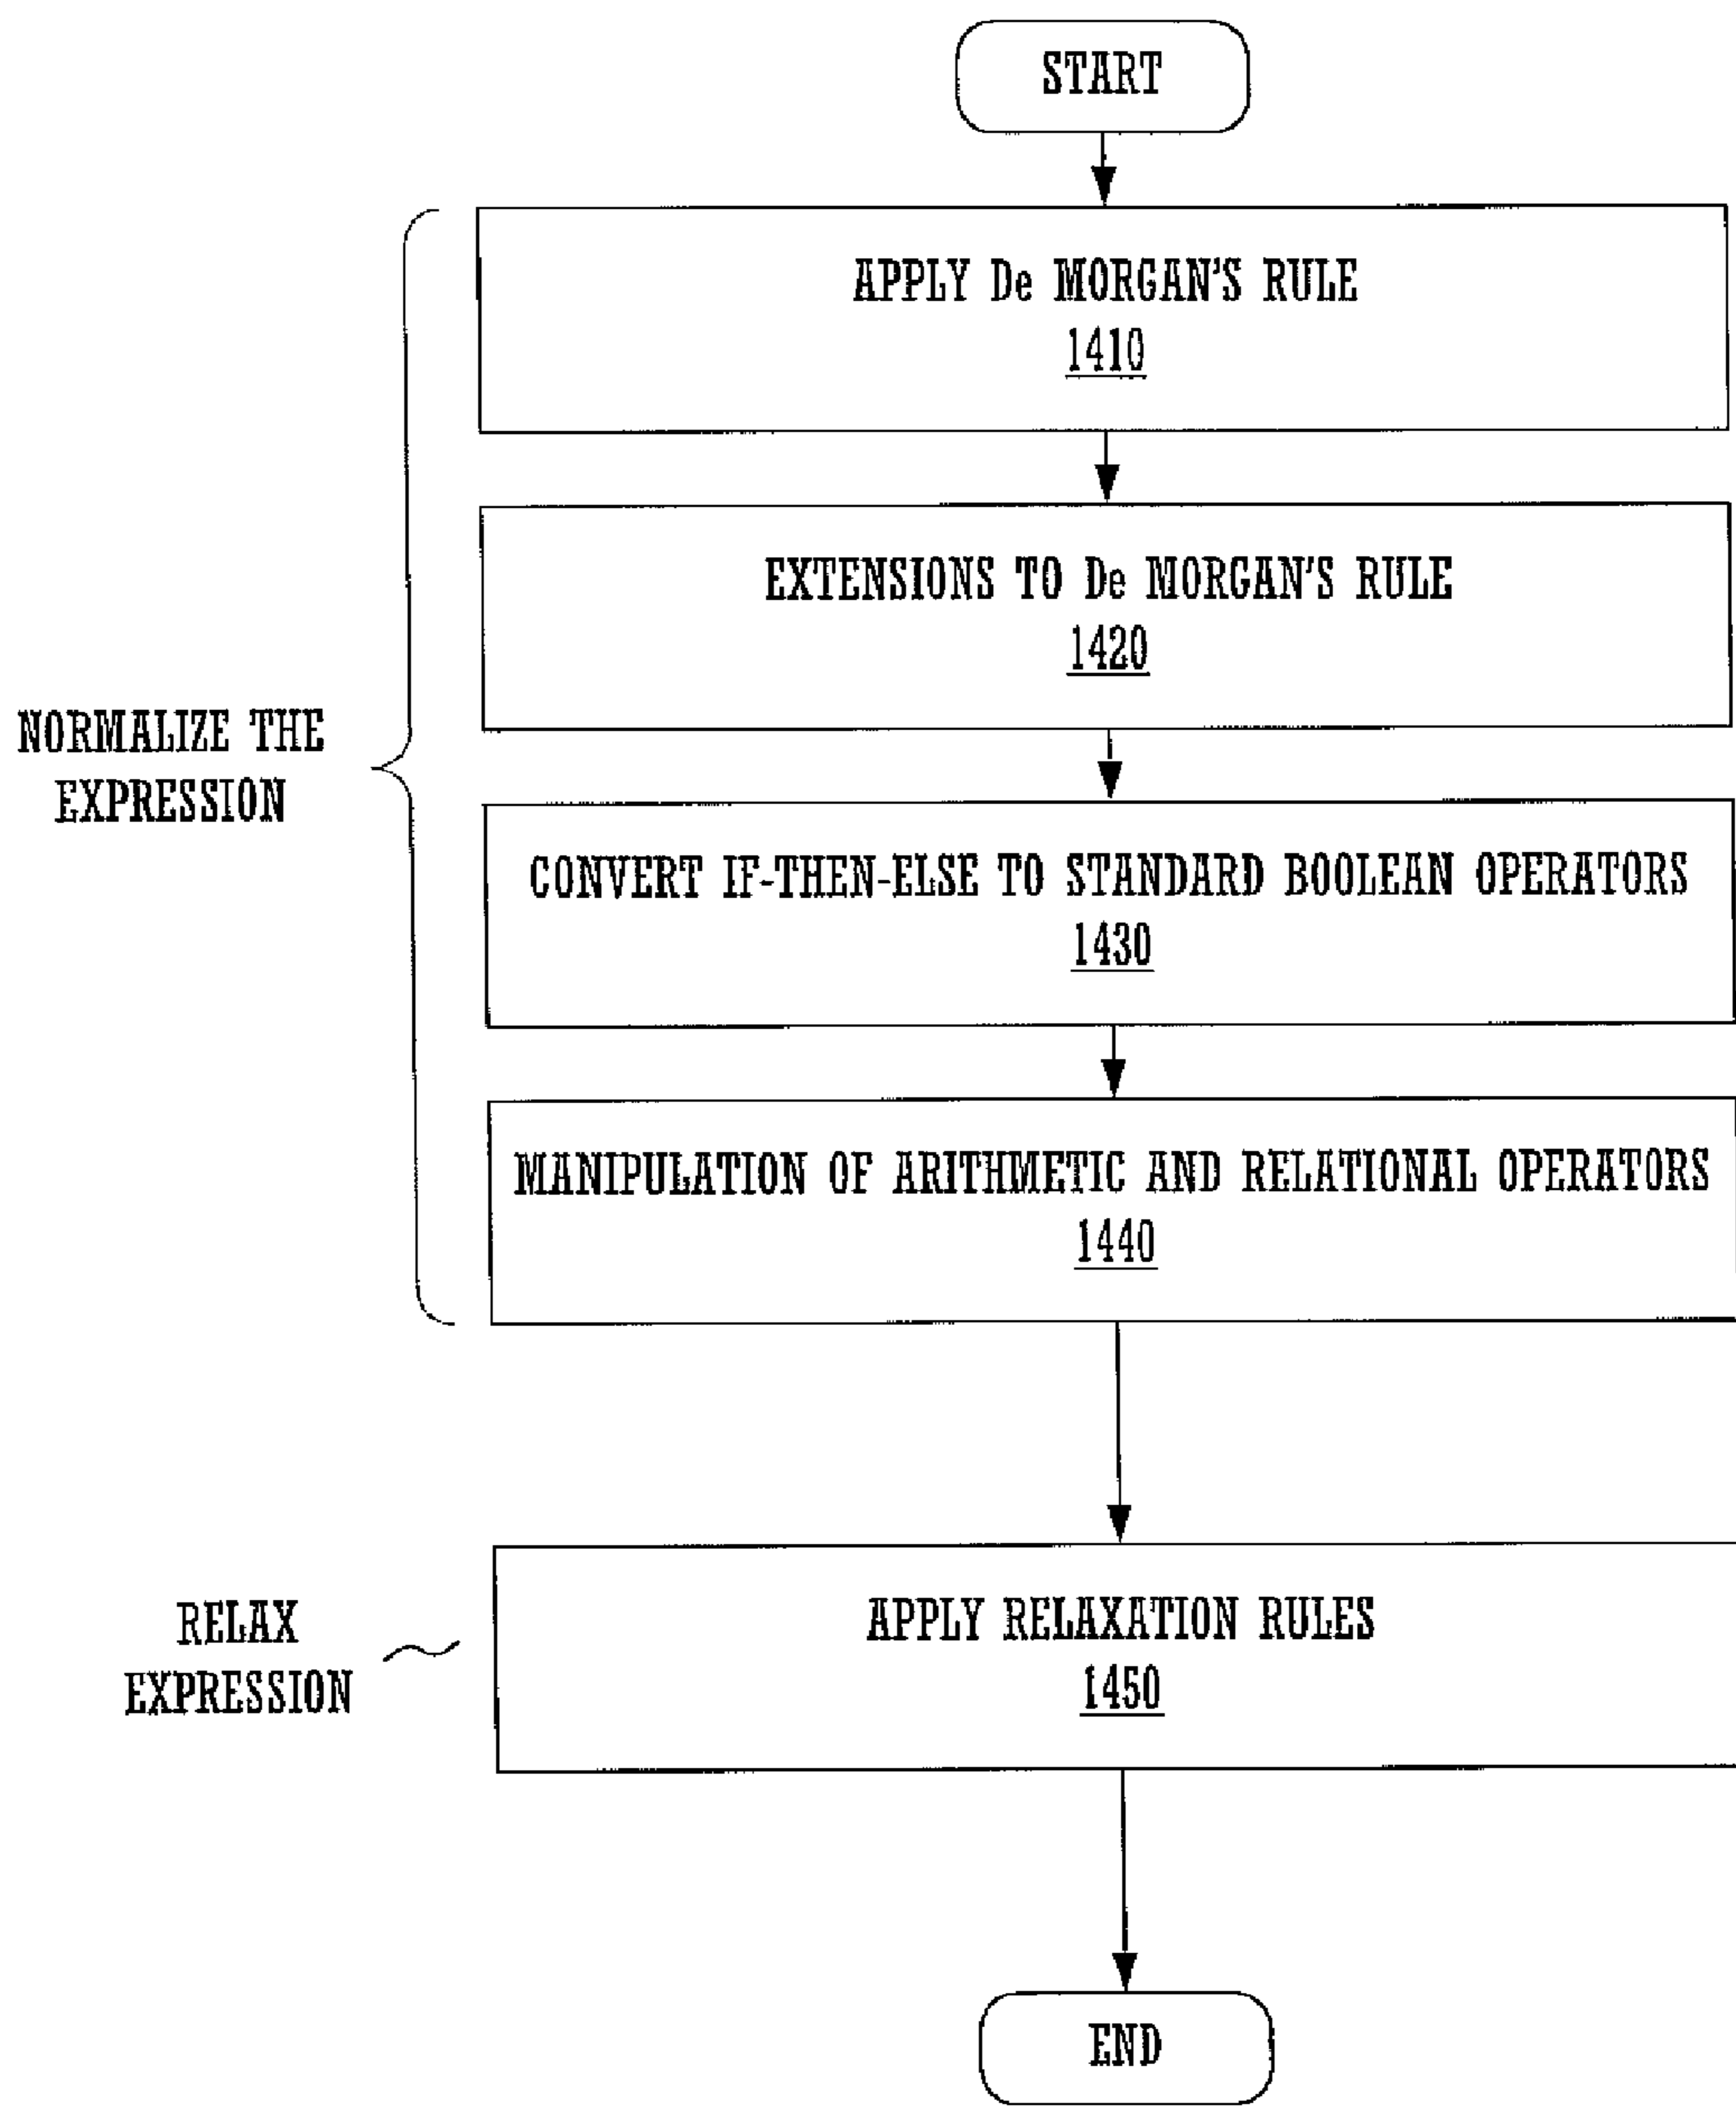 START
APPLY De MORGAN'S RULE
1410
EXTENSIONS TO De MORGAN'S RULE
1420
NORMALIZE THE
EXPRESSION
CONVERT IF-THEN-ELSE TO STANDARD BOOLEAN OPERATORS
1430
MANIPULATION OF ARITHMETIC AND RELATIONAL OPERATORS
1440
RELAX
EXPRESSION
APPLY RELAXATION RULES
1450
END